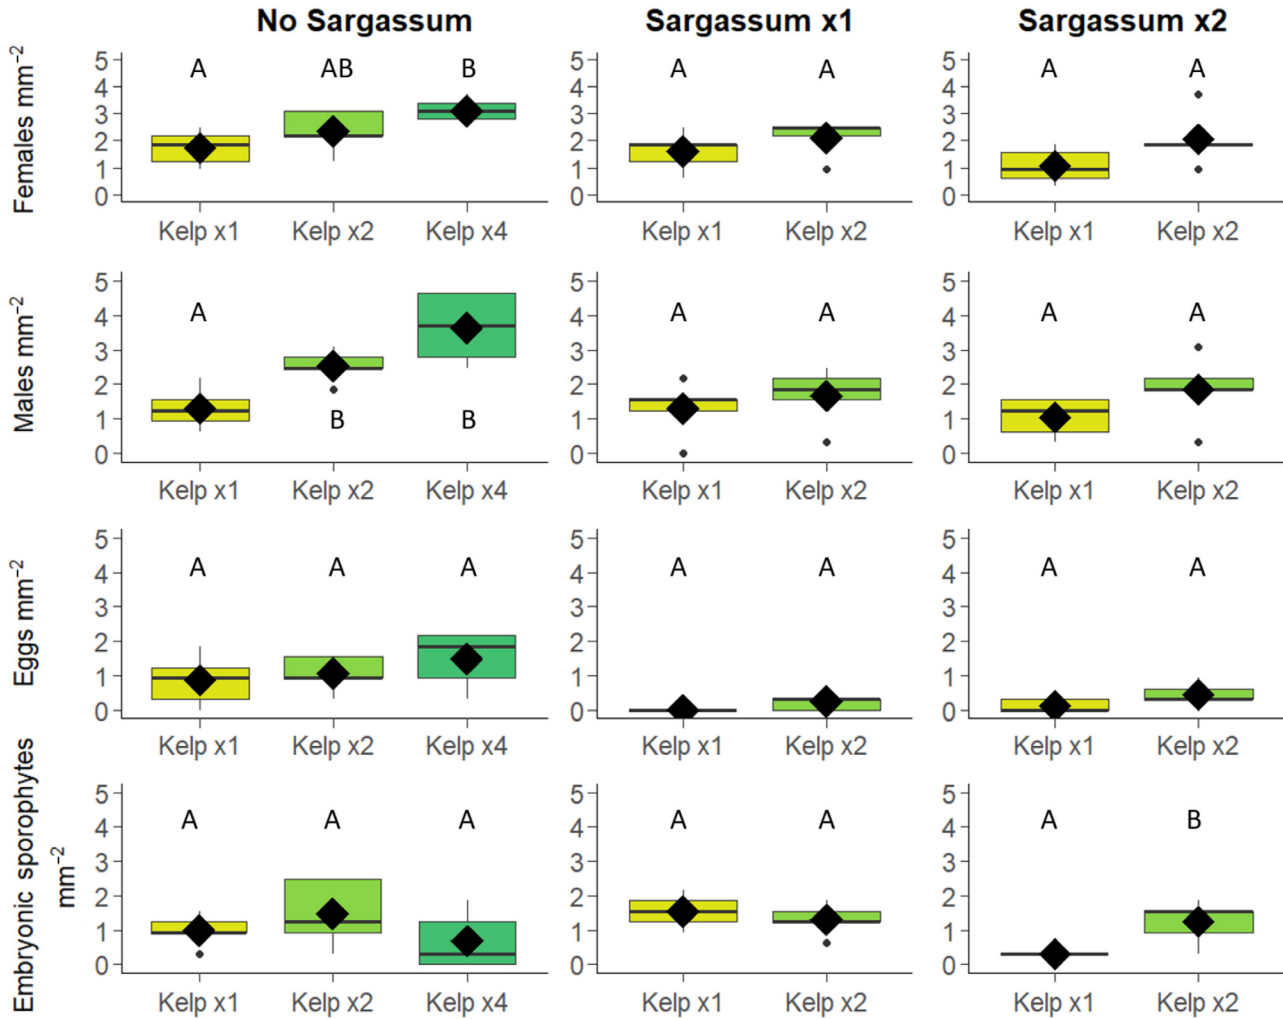 No Sargassum Sargassum x1 Sargassum x2
Females mm⁻²
5 4 3 2 1 0
A AB B
Kelp x1 Kelp x2 Kelp x4
5 4 3 2 1 0
A A
Kelp x1 Kelp x2
5 4 3 2 1 0
A A
Kelp x1 Kelp x2
Males mm⁻²
5 4 3 2 1 0
A B B
Kelp x1 Kelp x2 Kelp x4
5 4 3 2 1 0
A A
Kelp x1 Kelp x2
5 4 3 2 1 0
A A
Kelp x1 Kelp x2
Eggs mm⁻²
5 4 3 2 1 0
A A A
Kelp x1 Kelp x2 Kelp x4
5 4 3 2 1 0
A A
Kelp x1 Kelp x2
5 4 3 2 1 0
A A
Kelp x1 Kelp x2
Embryonic sporophytes
mm⁻²
5 4 3 2 1 0
A A A
Kelp x1 Kelp x2 Kelp x4
5 4 3 2 1 0
A A
Kelp x1 Kelp x2
5 4 3 2 1 0
A B
Kelp x1 Kelp x2